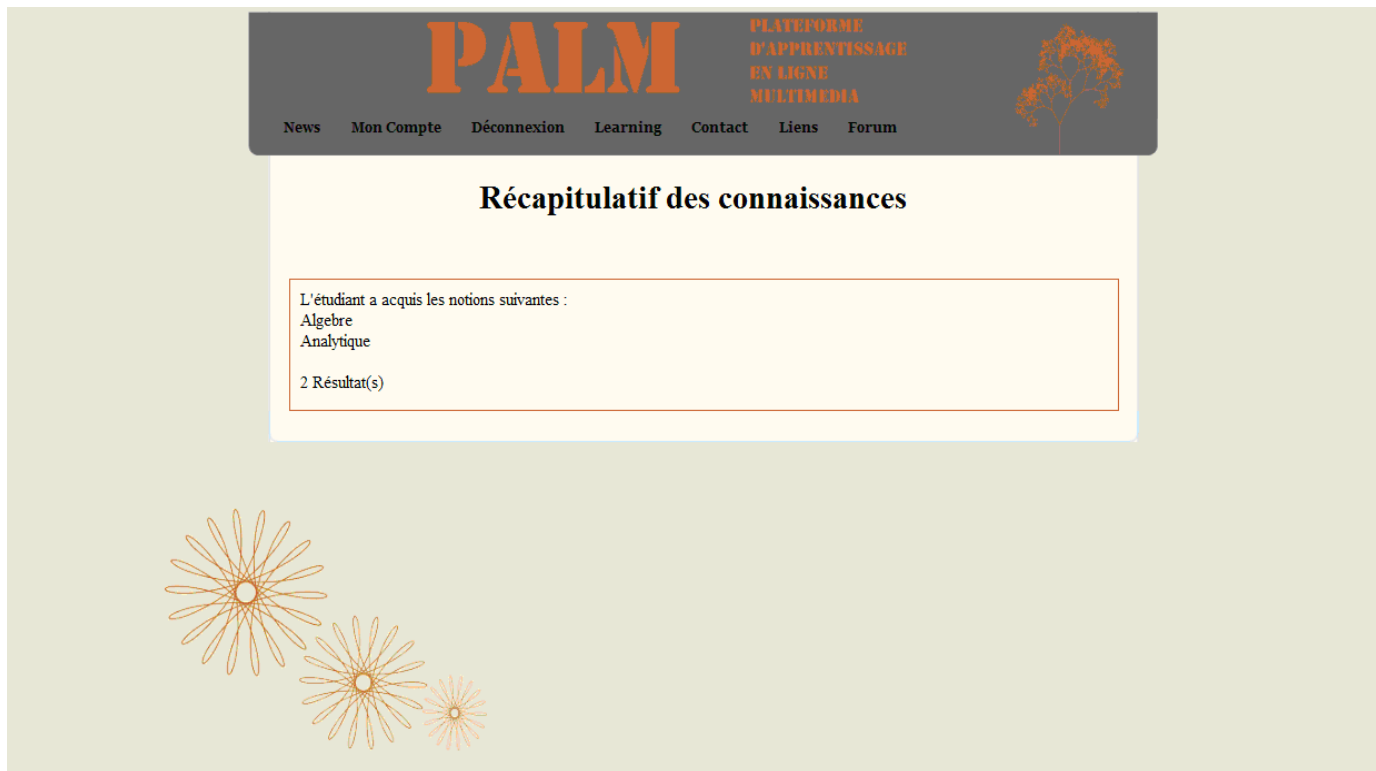 PALM
PLATEFORME
D'APPRENTISSAGE
EN LIGNE
MULTIMEDIA
News Mon Compte Déconnexion Learning Contact Liens Forum
Récapitulatif des connaissances
L'étudiant a acquis les notions suivantes :
Algebre
Analytique
2 Résultat(s)